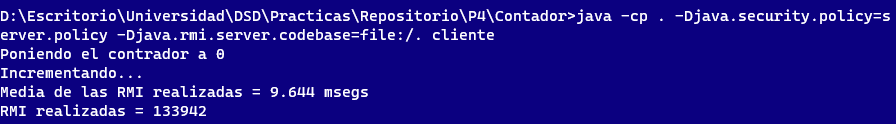 D:\Escritorio\Universidad\DSD\Practicas\Repositorio\P4\Contador>java -cp . -Djava.security.policy=s
erver.policy -Djava.rmi.server.codebase=file:/. cliente
Poniendo el contrador a 0
Incrementando...
Media de las RMI realizadas = 9.644 msegs
RMI realizadas = 133942